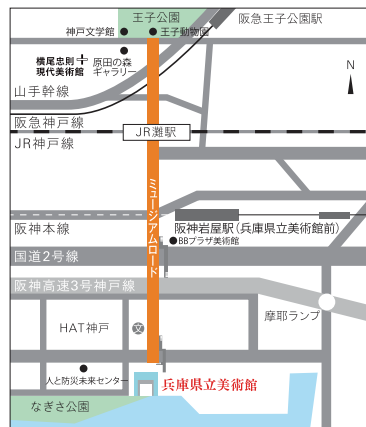 王子公園
阪急王子公園駅
神戸文学館
王子動物園
横尾忠則
現代美術館
原田の森
ギャラリー
N
山手幹線
阪急神戸線
JR灘駅
JR神戸線
ミュージアムロード
阪神本線
阪神岩屋駅(兵庫県立美術館前)
BBプラザ美術館
国道2号線
阪神高速3号神戸線
摩耶ランプ
HAT神戸
文
人と防災未来センター
兵庫県立美術館
なぎさ公園